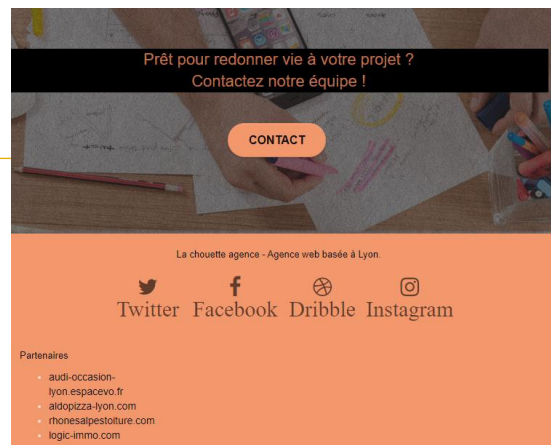 Prêt pour redonner vie à votre projet ?
Contactez notre équipe !
CONTACT
La chouette agence - Agence web basée à Lyon.
Twitter Facebook Dribble Instagram
Partenaires
audi-occasion-
lyon.espacevo.fr
aldopizza-lyon.com
rhonesalpestoiture.com
logic-immo.com